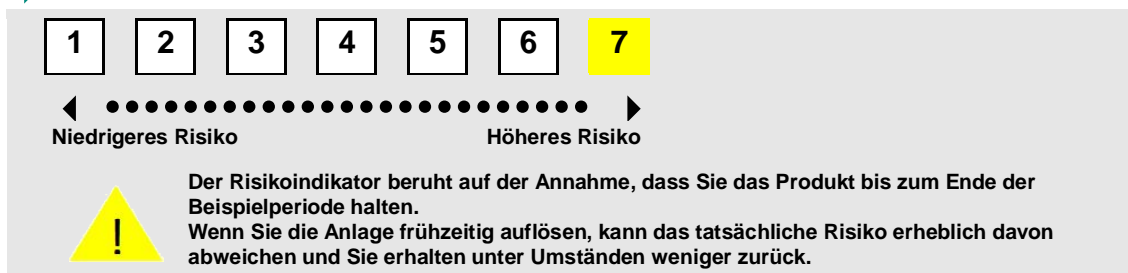 1 2 3 4 5 6 7
Niedrigeres Risiko Höheres Risiko
!
Der Risikoindikator beruht auf der Annahme, dass Sie das Produkt bis zum Ende der
Beispielperiode halten.
Wenn Sie die Anlage frühzeitig auflösen, kann das tatsächliche Risiko erheblich davon
abweichen und Sie erhalten unter Umständen weniger zurück.